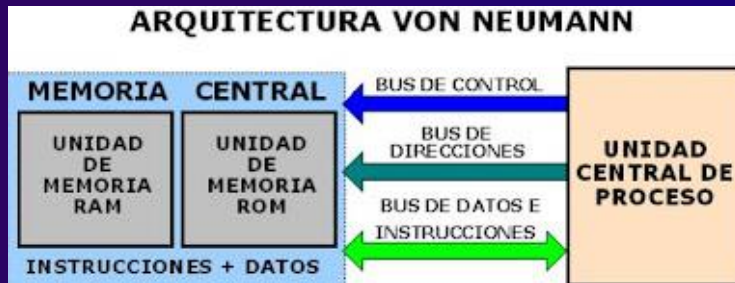 ARQUITECTURA VON NEUMANN
MEMORIA CENTRAL
UNIDAD
DE
MEMORIA
RAM
UNIDAD
DE
MEMORIA
ROM
INSTRUCCIONES + DATOS
BUS DE CONTROL
BUS DE
DIRECCIONES
BUS DE DATOS E
INSTRUCCIONES
UNIDAD
CENTRAL DE
PROCESO